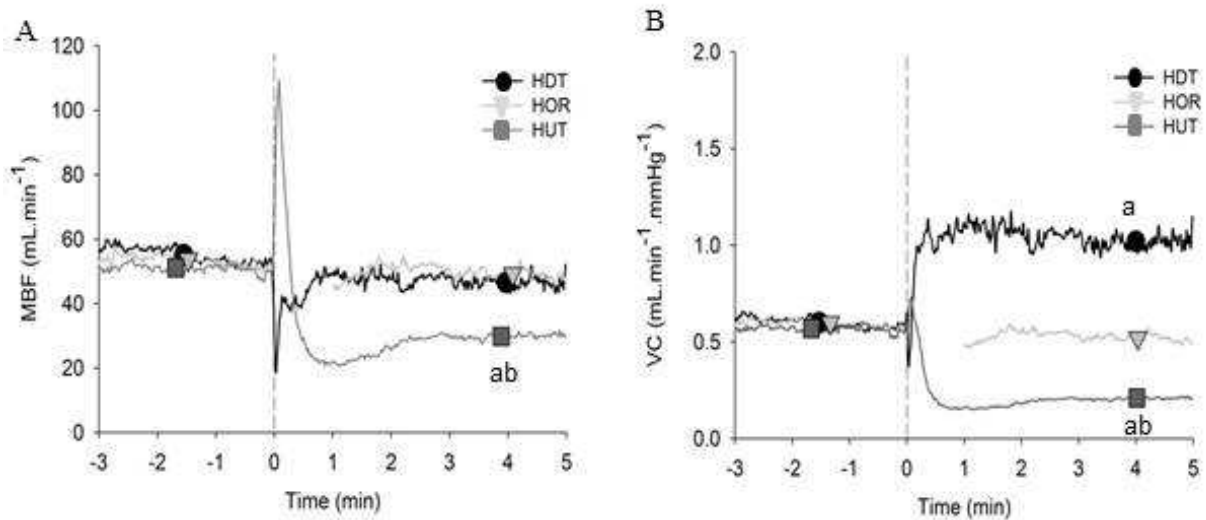 A
MBF (mL.min⁻¹)
120
100
80
60
40
20
0
HDT
HOR
HUT
ab
-3 -2 -1 0 1 2 3 4 5
Time (min)
B
VC (mL.min⁻¹.mmHg⁻¹)
2.0
1.5
1.0
0.5
0.0
HDT
HOR
HUT
a
ab
-3 -2 -1 0 1 2 3 4 5
Time (min)